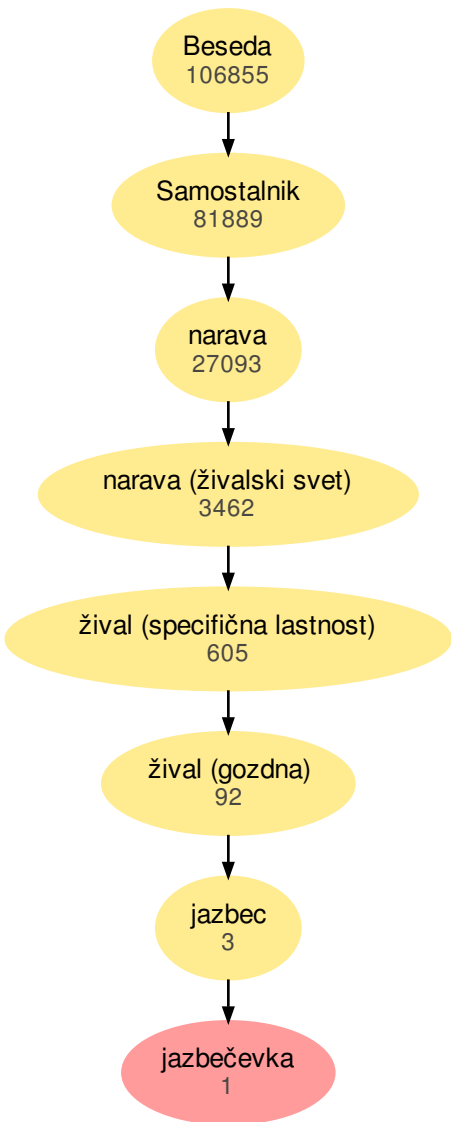 Beseda
106855
Samostalnik
81889
narava
27093
narava (živalski svet)
3462
žival (specifična lastnost)
605
žival (gozdna)
92
jazbec
3
jazbečevka
1